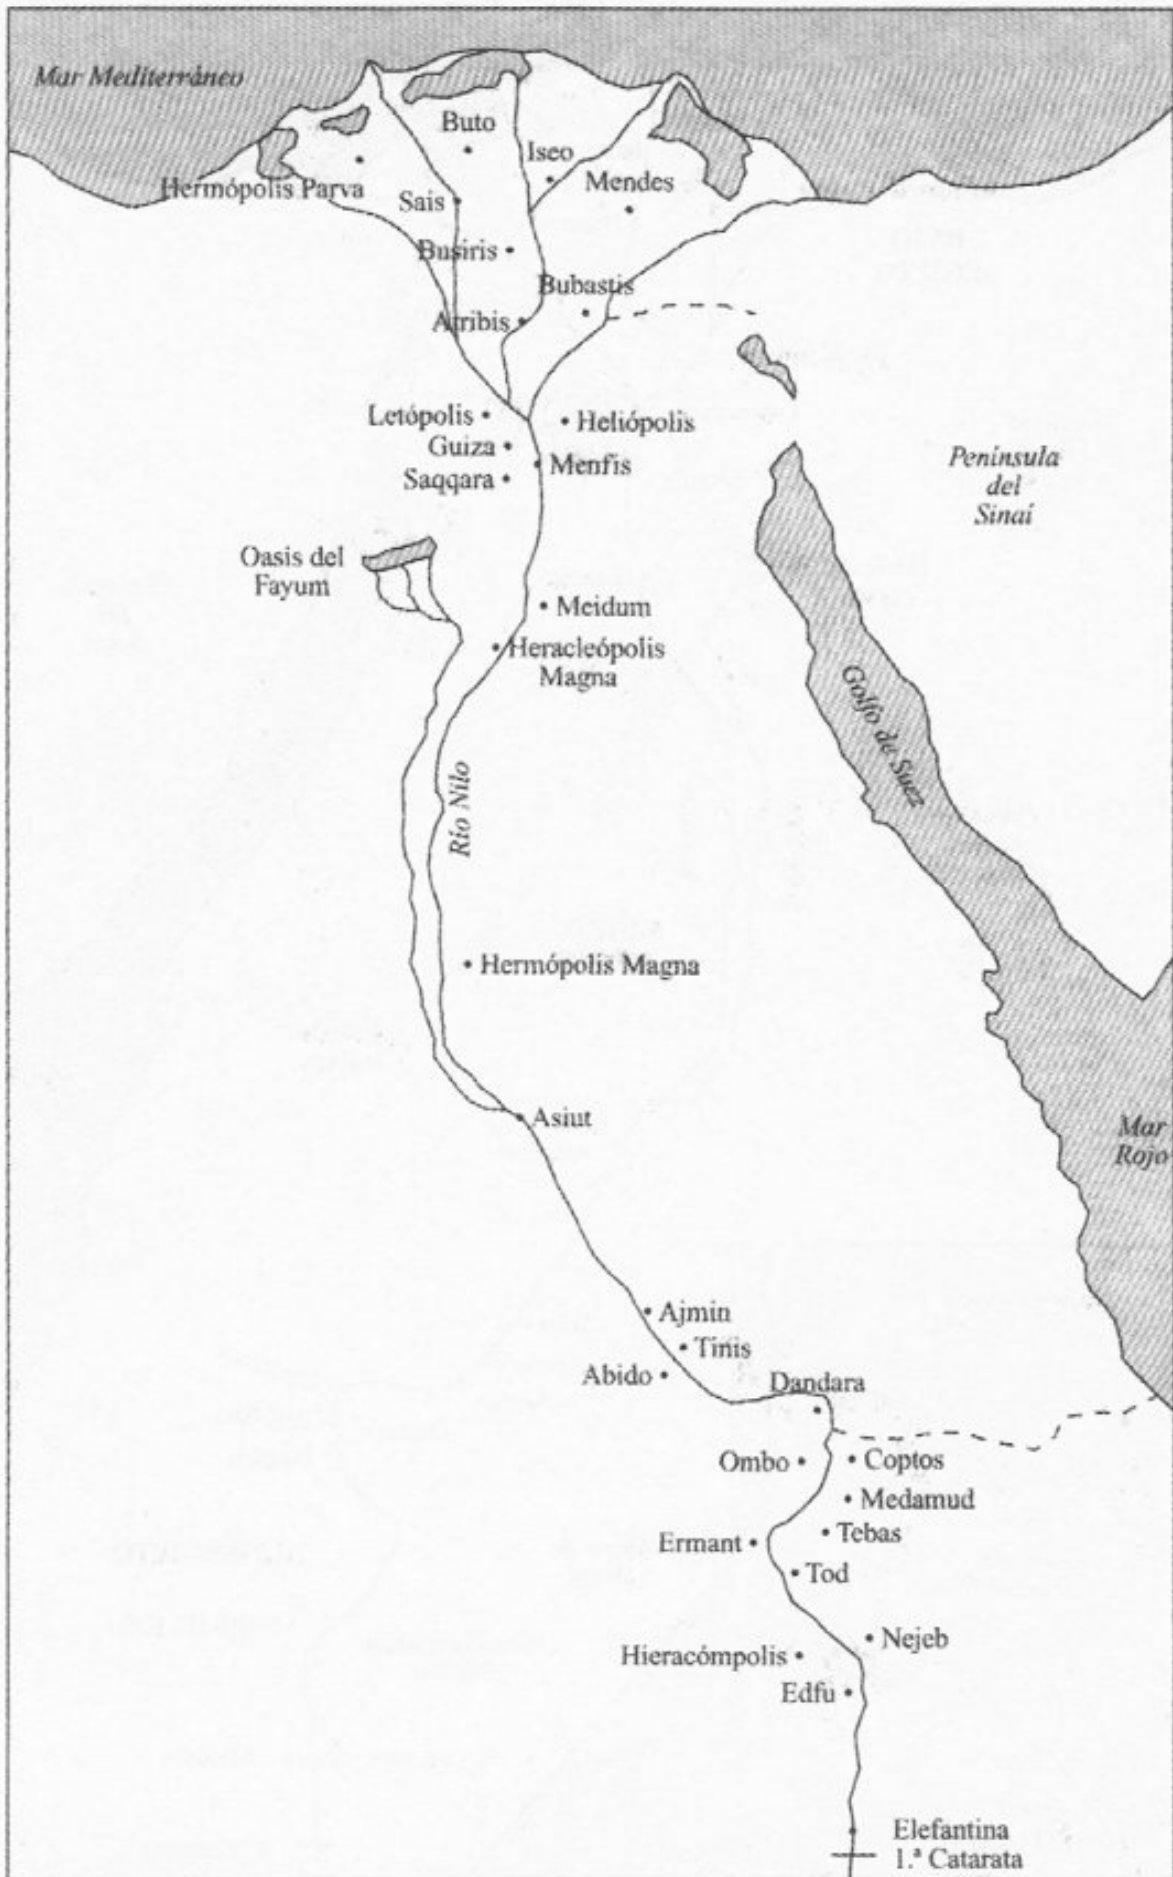 Mar Mediterráneo
Buto
Iseo
Hermópolis Parva
Mendes
Sais
Busiris
Bubastis
Atribis
Letópolis
Heliópolis
Guiza
Menfis
Saqqara
Península
del
Sinaí
Oasis del
Fayum
Meidum
Heracleópolis
Magna
Golfo de Suez
Río Nilo
Hermópolis Magna
Asiut
Mar
Rojo
Ajmin
Tinis
Abido
Dandara
Ombo
Coptos
Medamud
Tebas
Ermant
Tod
Nejeb
Hieracómpolis
Edfu
Elefantina
1.ª Catarata